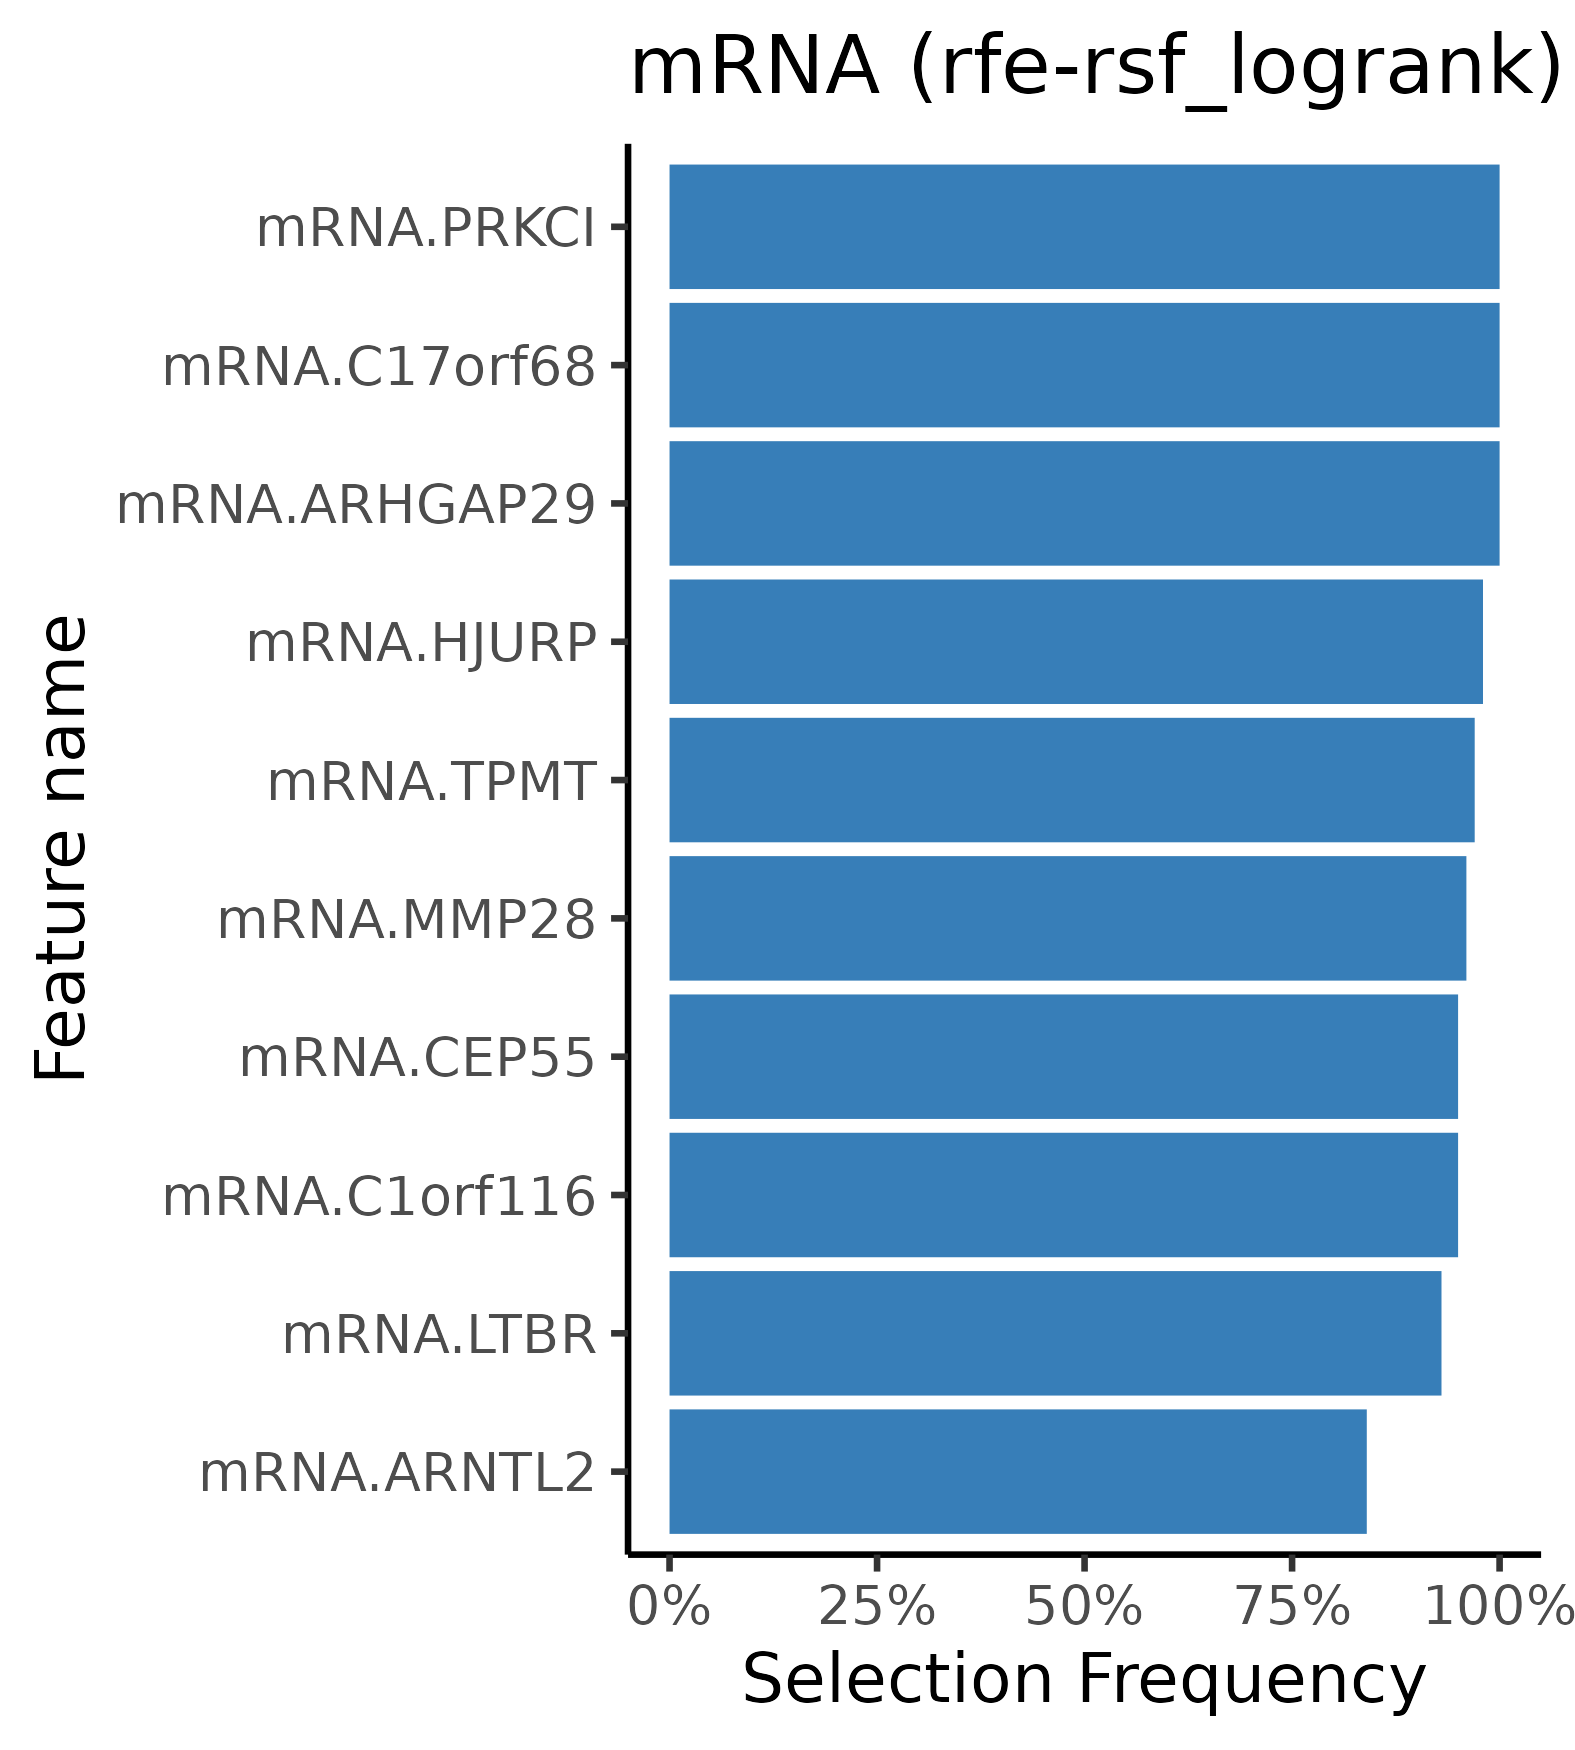 mRNA (rfe-rsf_logrank)
Feature name
mRNA.PRKCI
mRNA.C17orf68
mRNA.ARHGAP29
mRNA.HJURP
mRNA.TPMT
mRNA.MMP28
mRNA.CEP55
mRNA.C1orf116
mRNA.LTBR
mRNA.ARNTL2
0% 25% 50% 75% 100%
Selection Frequency